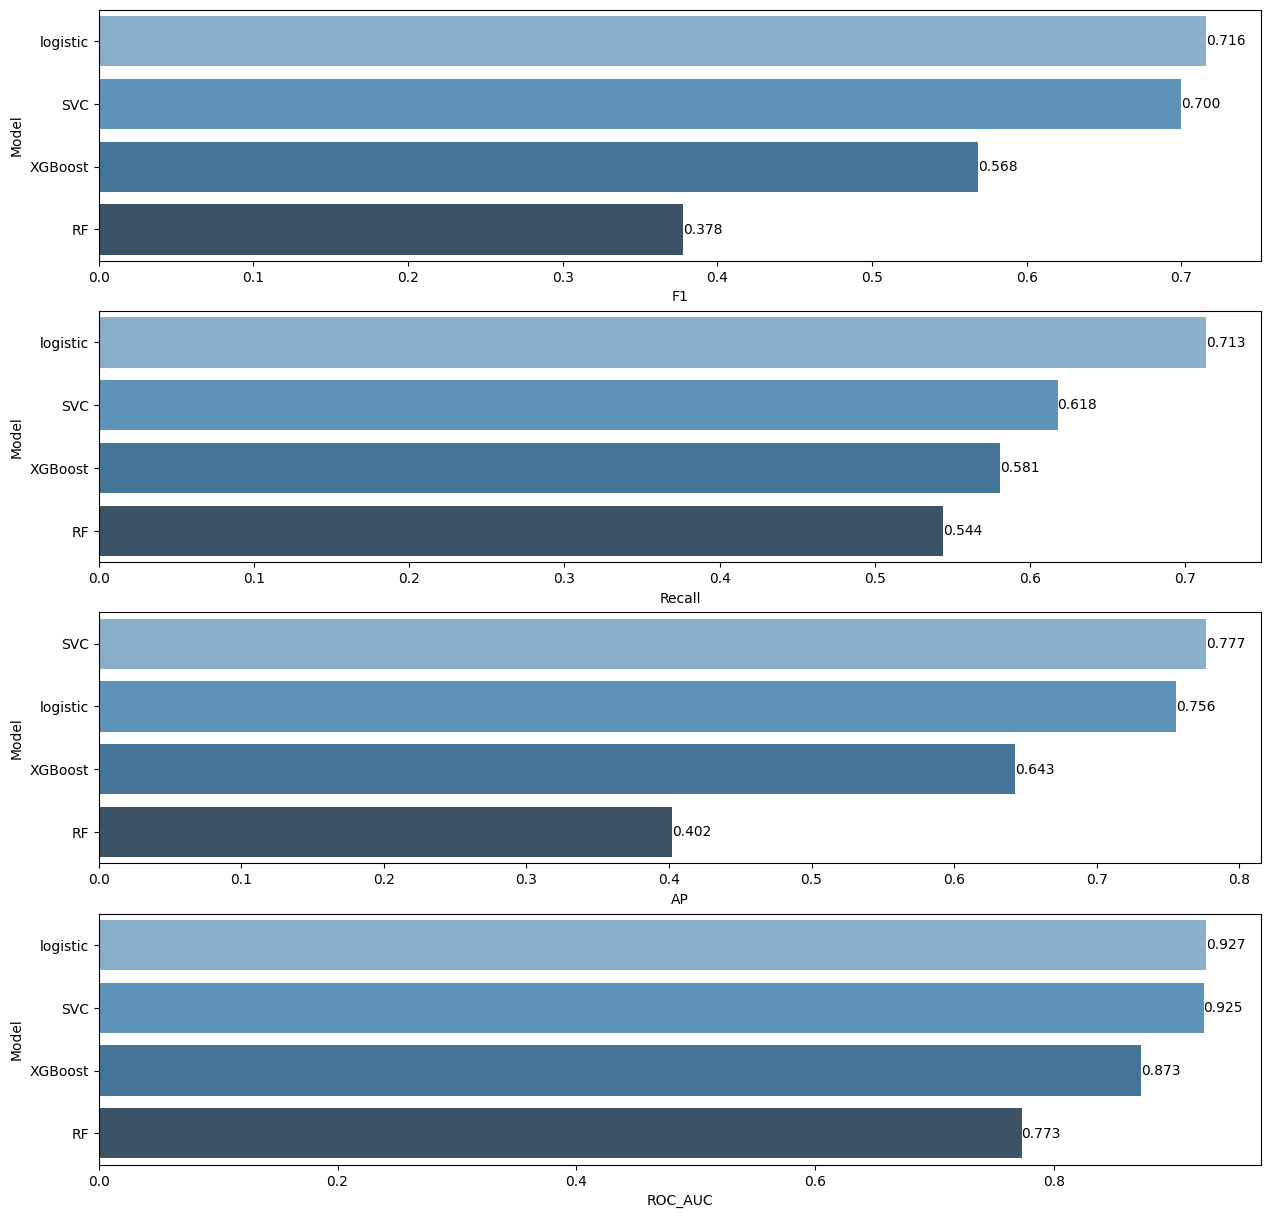 Model
logistic
0.716
SVC
0.700
XGBoost
0.568
RF
0.378
0.0 0.1 0.2 0.3 0.4 0.5 0.6 0.7
F1
Model
logistic
0.713
SVC
0.618
XGBoost
0.581
RF
0.544
0.0 0.1 0.2 0.3 0.4 0.5 0.6 0.7
Recall
Model
SVC
0.777
logistic
0.756
XGBoost
0.643
RF
0.402
0.0 0.1 0.2 0.3 0.4 0.5 0.6 0.7 0.8
AP
Model
logistic
0.927
SVC
0.925
XGBoost
0.873
RF
0.773
0.0 0.2 0.4 0.6 0.8
ROC_AUC